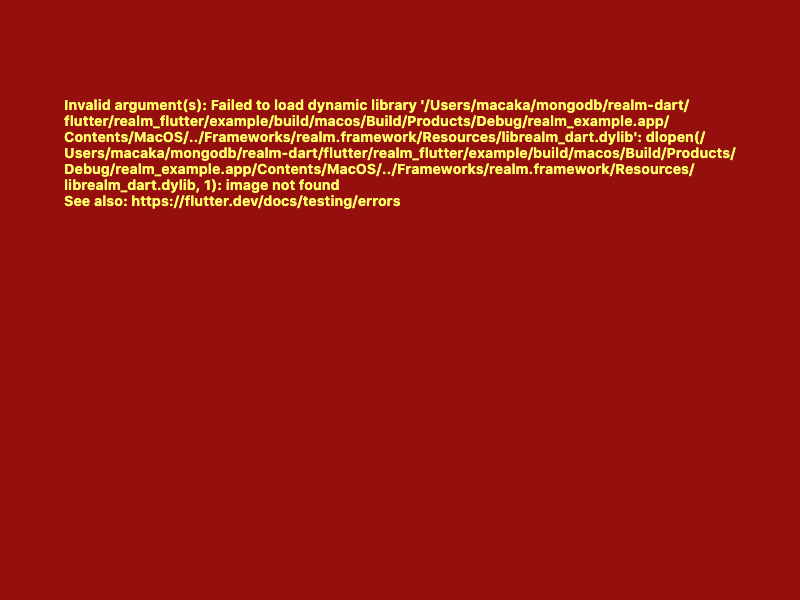 Invalid argument(s): Failed to load dynamic library '/Users/macaka/mongodb/realm-dart/
flutter/realm_flutter/example/build/macos/Build/Products/Debug/realm_example.app/
Contents/MacOS/../Frameworks/realm.framework/Resources/librealm_dart.dylib': dlopen(/
Users/macaka/mongodb/realm-dart/flutter/realm_flutter/example/build/macos/Build/Products/
Debug/realm_example.app/Contents/MacOS/../Frameworks/realm.framework/Resources/
librealm_dart.dylib, 1): image not found
See also: https://flutter.dev/docs/testing/errors